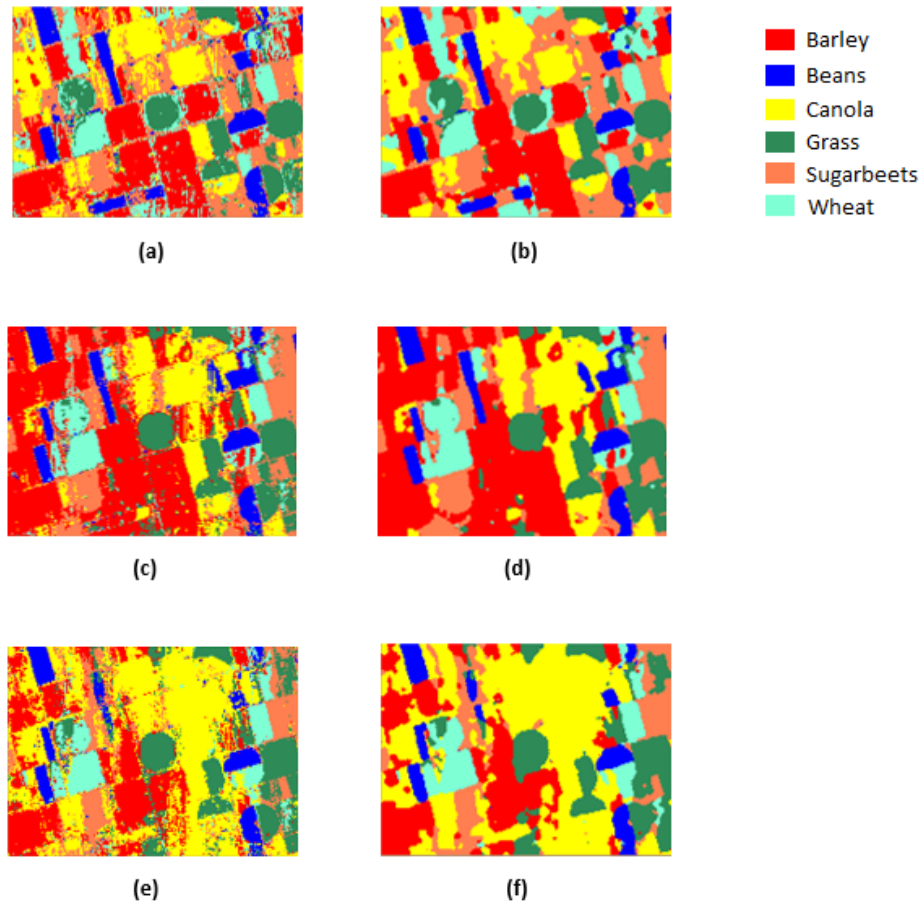 Barley
Beans
Canola
Grass
Sugarbeets
Wheat
(a)
(b)
(c)
(d)
(e)
(f)